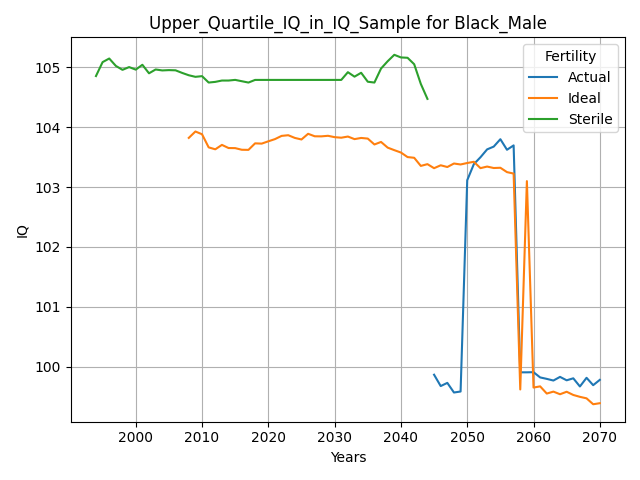 Upper_Quartile_IQ_in_IQ_Sample for Black_Male
Fertility
Actual
Ideal
Sterile
105
104
103
102
101
100
IQ
2000
2010
2020
2030
2040
2050
2060
2070
Years